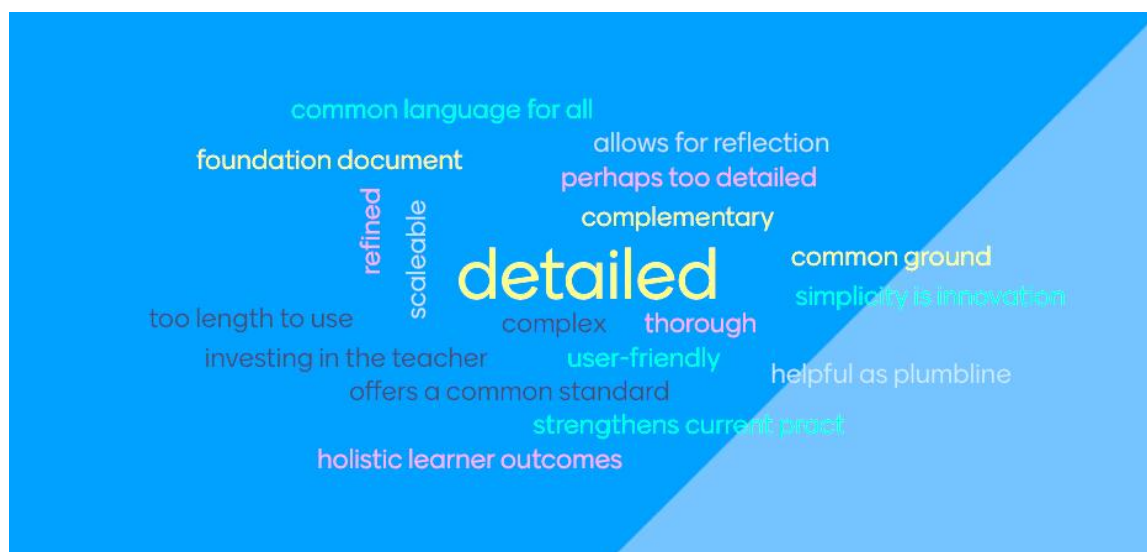 common language for all
allows for reflection
foundation document
perhaps too detailed
refined
scaleable
complementary
detailed
common ground
simplicity is innovation
too length to use
complex
thorough
investing in the teacher
user-friendly
helpful as plumbline
offers a common standard
strengthens current pract
holistic learner outcomes